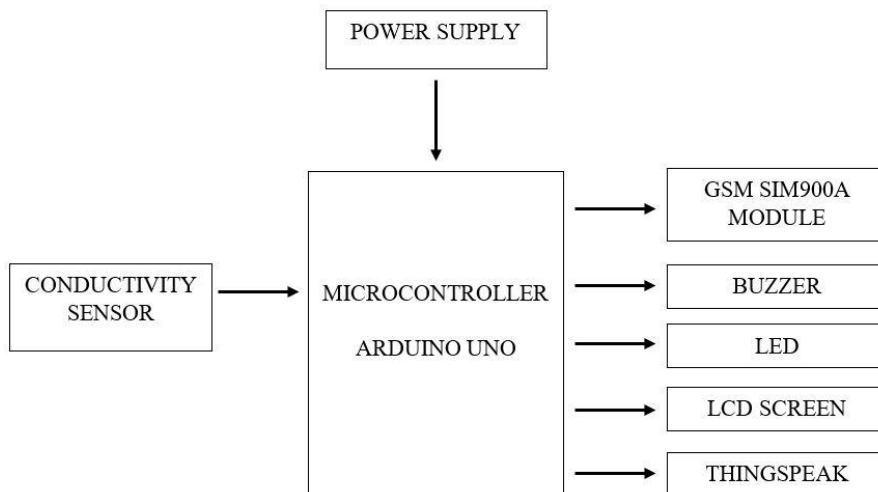 POWER SUPPLY
CONDUCTIVITY
SENSOR
MICROCONTROLLER
ARDUINO UNO
GSM SIM900A
MODULE
BUZZER
LED
LCD SCREEN
THINGSPEAK